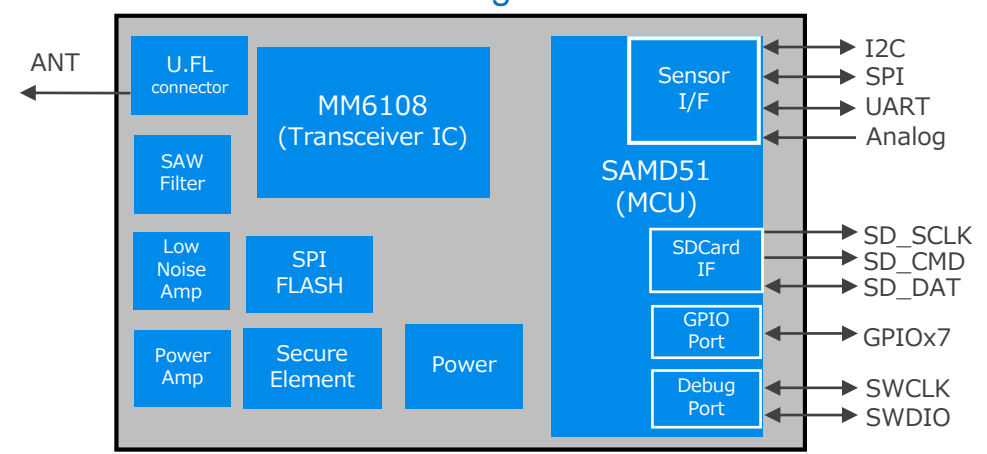 ANT
U.FL
connector
MM6108
(Transceiver IC)
SAW
Filter
Low
Noise
Amp
SPI
FLASH
Power
Amp
Secure
Element
Power
SAMD51
(MCU)
Sensor
I/F
SDCard
IF
GPIO
Port
Debug
Port
I2C
SPI
UART
Analog
SD_SCLK
SD_CMD
SD_DAT
GPIOx7
SWCLK
SWDIO